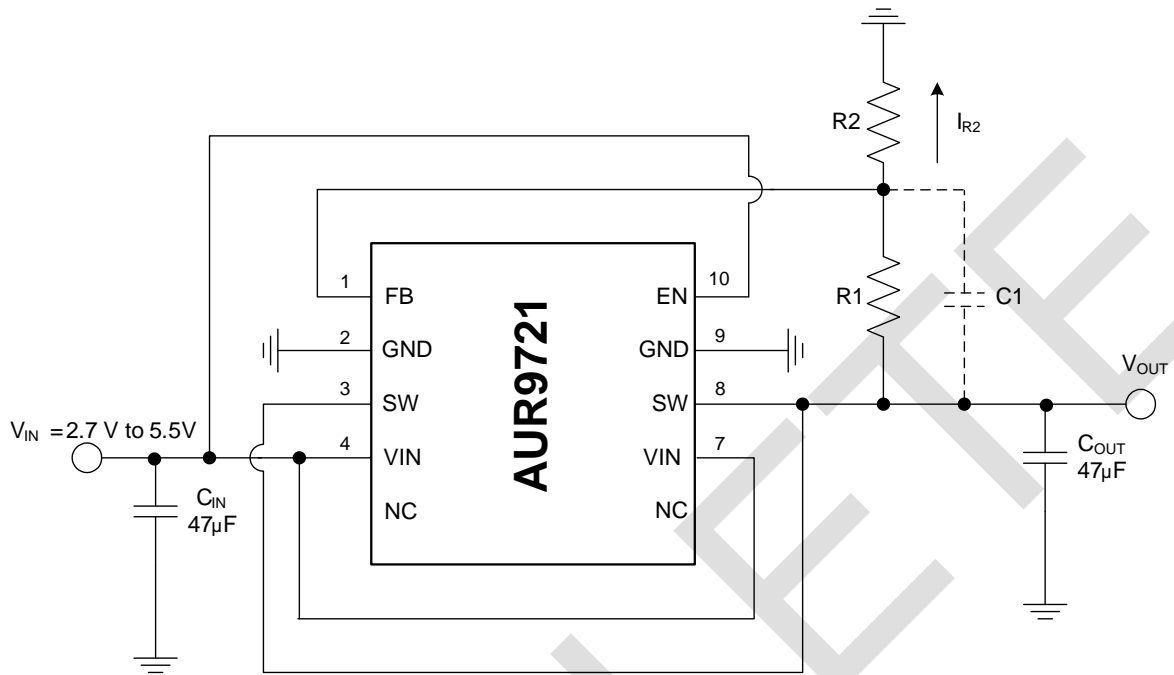 R2
I_R2
1
FB
2
GND
3
SW
4
VIN
NC
AUR9721
10
EN
9
GND
8
SW
7
VIN
NC
R1
C1
V_OUT
V_IN = 2.7 V to 5.5V
C_IN
47µF
C_OUT
47µF
ETE